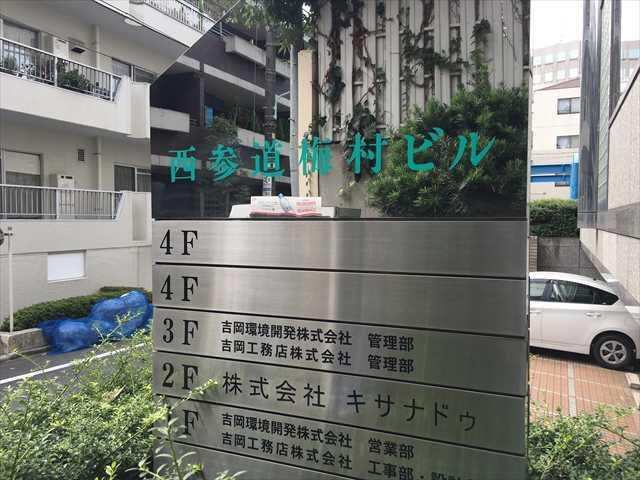 西参道梅村ビル
4F
4F
3F 吉岡環境開発株式会社 管理部
吉岡工務店株式会社 管理部
2F 株式会社 キサナドゥ
F 吉岡環境開発株式会社 営業部
吉岡工務店株式会社 工事部・設計